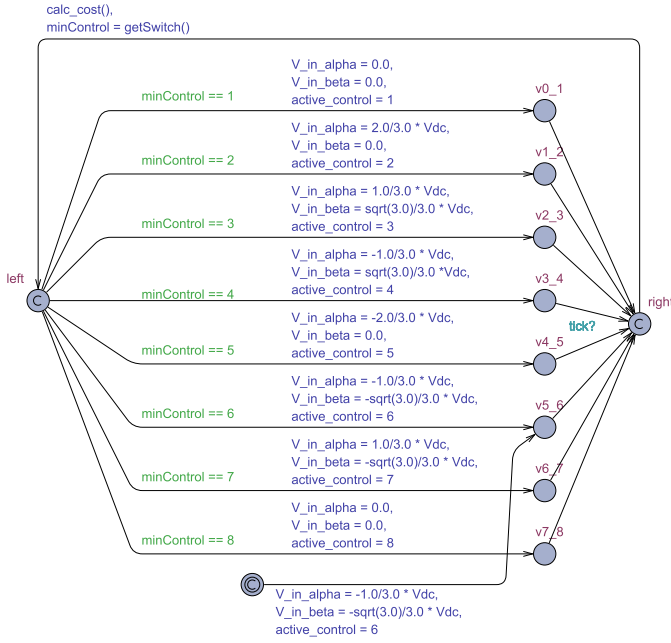 calc_cost(),
minControl = getSwitch()
V_in_alpha = 0.0,
V_in_beta = 0.0,
active_control = 1
minControl == 1
v0_1
V_in_alpha = 2.0/3.0 * Vdc,
V_in_beta = 0.0,
active_control = 2
minControl == 2
v1_2
V_in_alpha = 1.0/3.0 * Vdc,
V_in_beta = sqrt(3.0)/3.0 * Vdc,
active_control = 3
minControl == 3
v2_3
V_in_alpha = -1.0/3.0 * Vdc,
V_in_beta = sqrt(3.0)/3.0 *Vdc,
active_control = 4
minControl == 4
v3_4
left
C
right
C
tick?
V_in_alpha = -2.0/3.0 * Vdc,
V_in_beta = 0.0,
active_control = 5
minControl == 5
v4_5
V_in_alpha = -1.0/3.0 * Vdc,
V_in_beta = -sqrt(3.0)/3.0 * Vdc,
active_control = 6
minControl == 6
v5_6
V_in_alpha = 1.0/3.0 * Vdc,
V_in_beta = -sqrt(3.0)/3.0 * Vdc,
active_control = 7
minControl == 7
v6_7
V_in_alpha = 0.0,
V_in_beta = 0.0,
active_control = 8
minControl == 8
v7_8
C
V_in_alpha = -1.0/3.0 * Vdc,
V_in_beta = -sqrt(3.0)/3.0 * Vdc,
active_control = 6